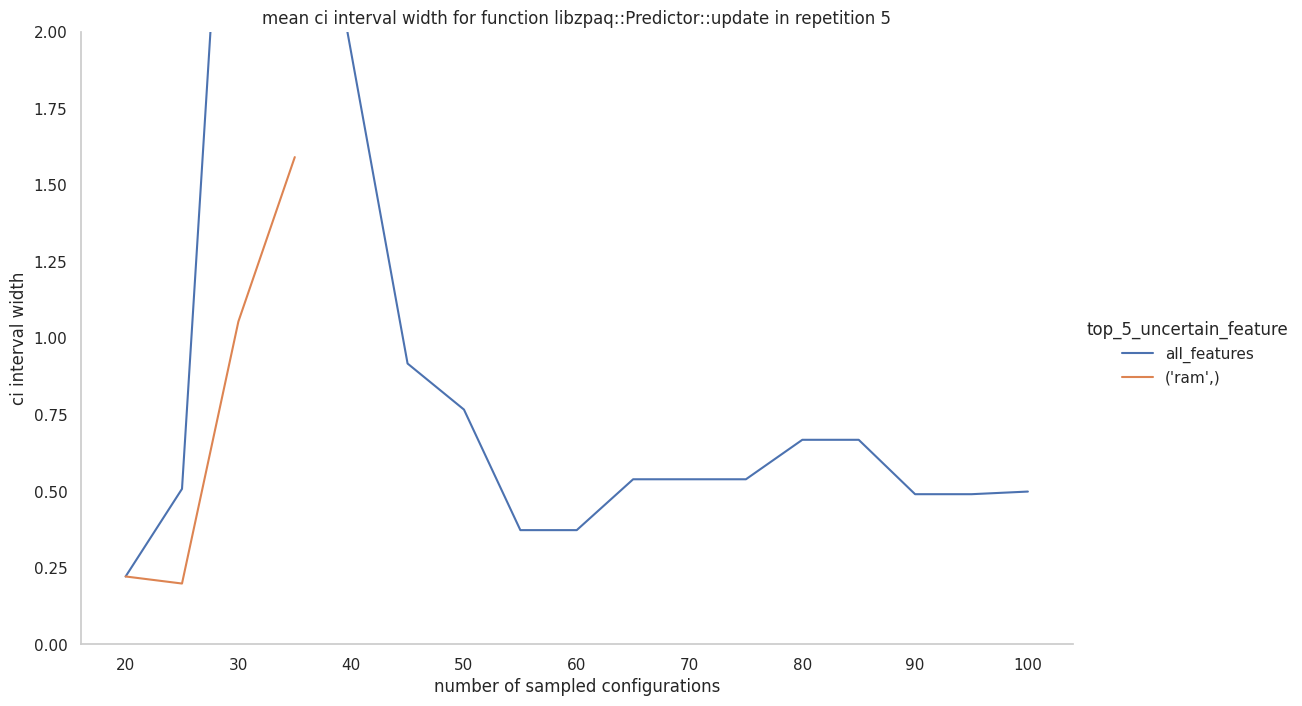 mean ci interval width for function libzpaq::Predictor::update in repetition 5
2.00
1.75
1.50
1.25
1.00
0.75
0.50
0.25
0.00
ci interval width
20 30 40 50 60 70 80 90 100
number of sampled configurations
top_5_uncertain_feature
all_features
('ram',)